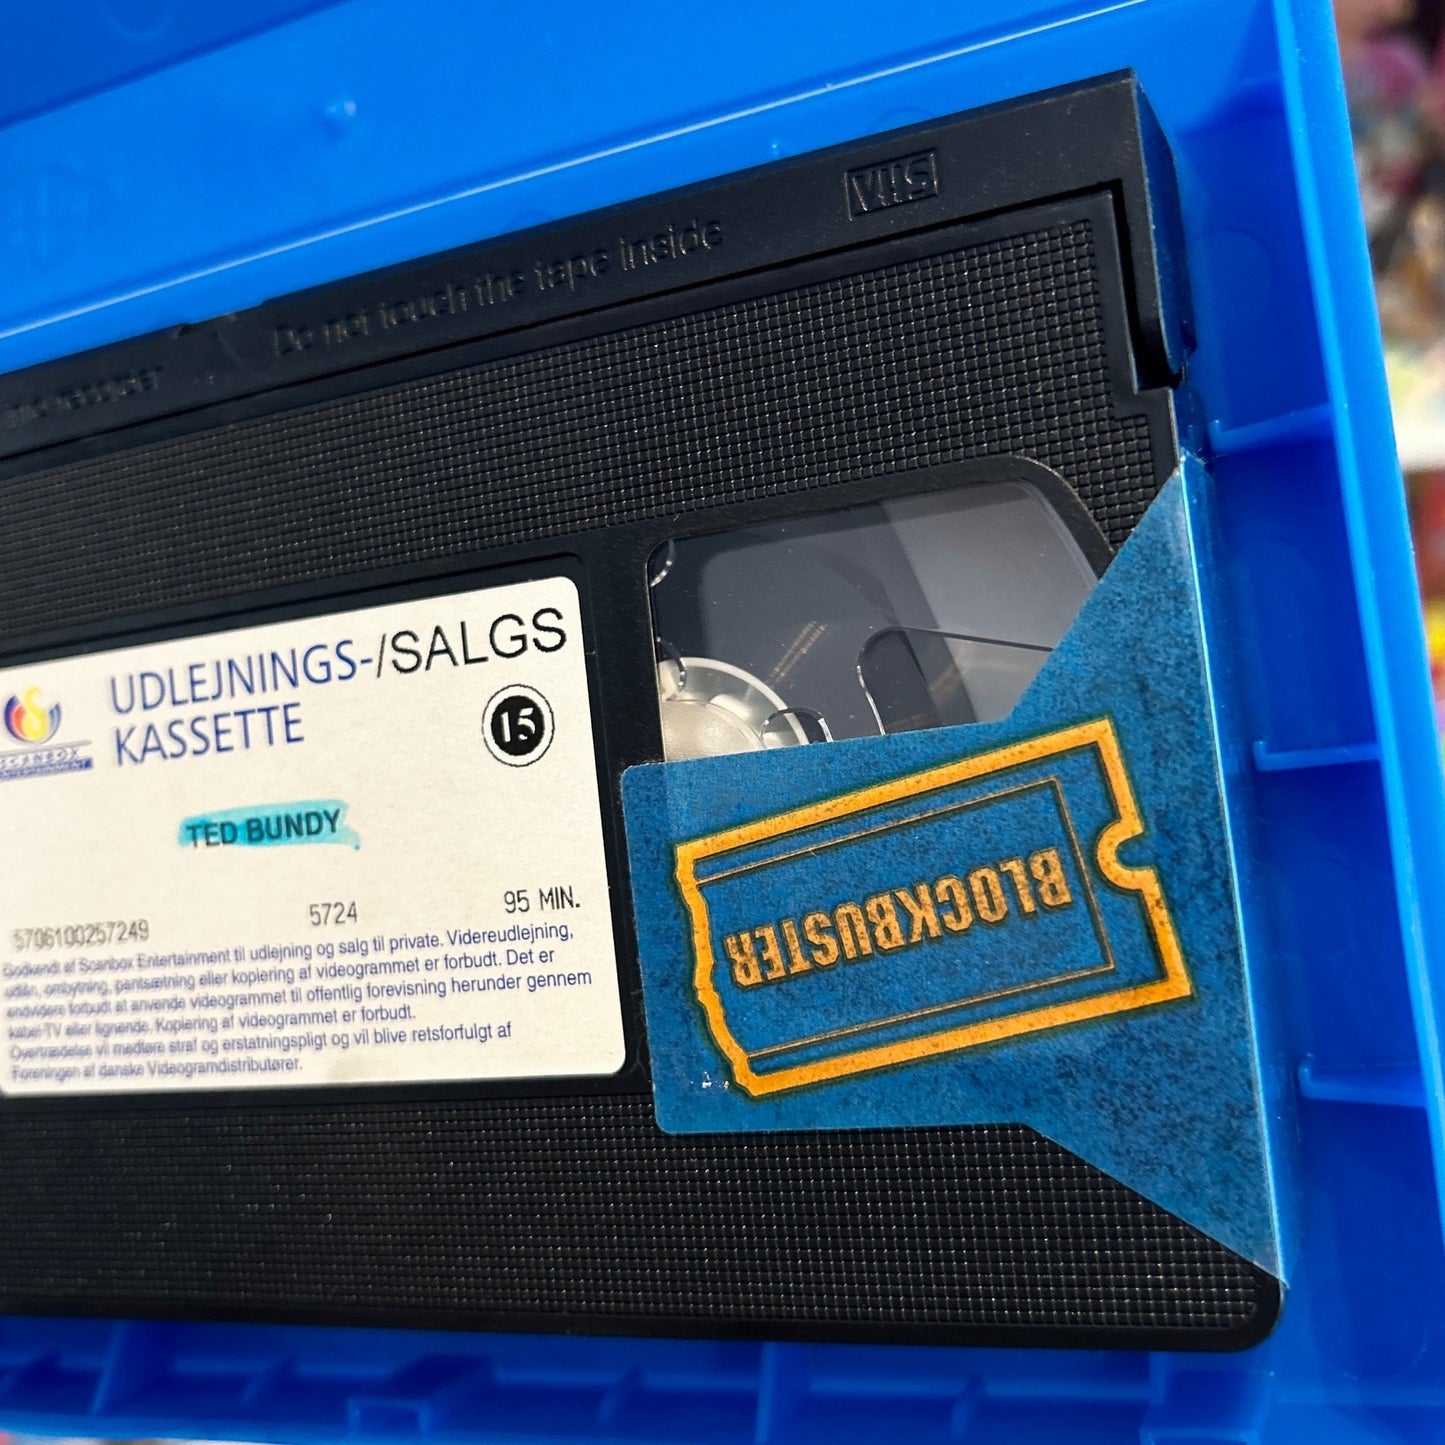 VHS
Do not touch the tape inside
UDLEJNINGS-/SALGS
KASSETTE
15
SCANBOX
ENTERTAINMENT
TED BUNDY
5706100257249
5724
95 MIN.
Godkendt af Scanbox Entertainment til udlejning og salg til private. Videreudlejning,
udlån, ombytning, pantsætning eller kopiering af videogrammet er forbudt. Det er
endvidere forbudt at anvende videogrammet til offentlig forevisning herunder gennem
kabel-TV eller lignende. Kopiering af videogrammet er forbudt.
Overtrædelse vil medføre straf og erstatningspligt og vil blive retsforfulgt af
Foreningen af danske Videogramdistributører.
BLOCKBUSTER